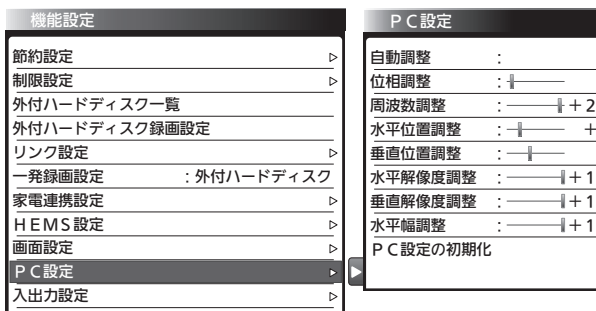 機能設定
節約設定
制限設定
外付ハードディスク一覧
外付ハードディスク録画設定
リンク設定
一発録画設定 :外付ハードディスク
家電連携設定
HEMS設定
画面設定
PC設定
入出力設定
PC設定
自動調整 :
位相調整 :
周波数調整 : +2
水平位置調整 : +
垂直位置調整 :
水平解像度調整 : +1
垂直解像度調整 : +1
水平幅調整 : +1
PC設定の初期化